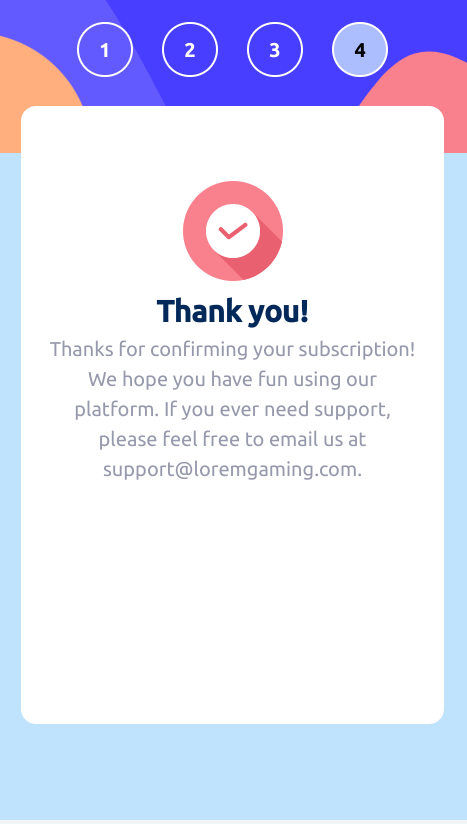 1 2 3 4
Thank you!
Thanks for confirming your subscription!
We hope you have fun using our
platform. If you ever need support,
please feel free to email us at
support@loremgaming.com.